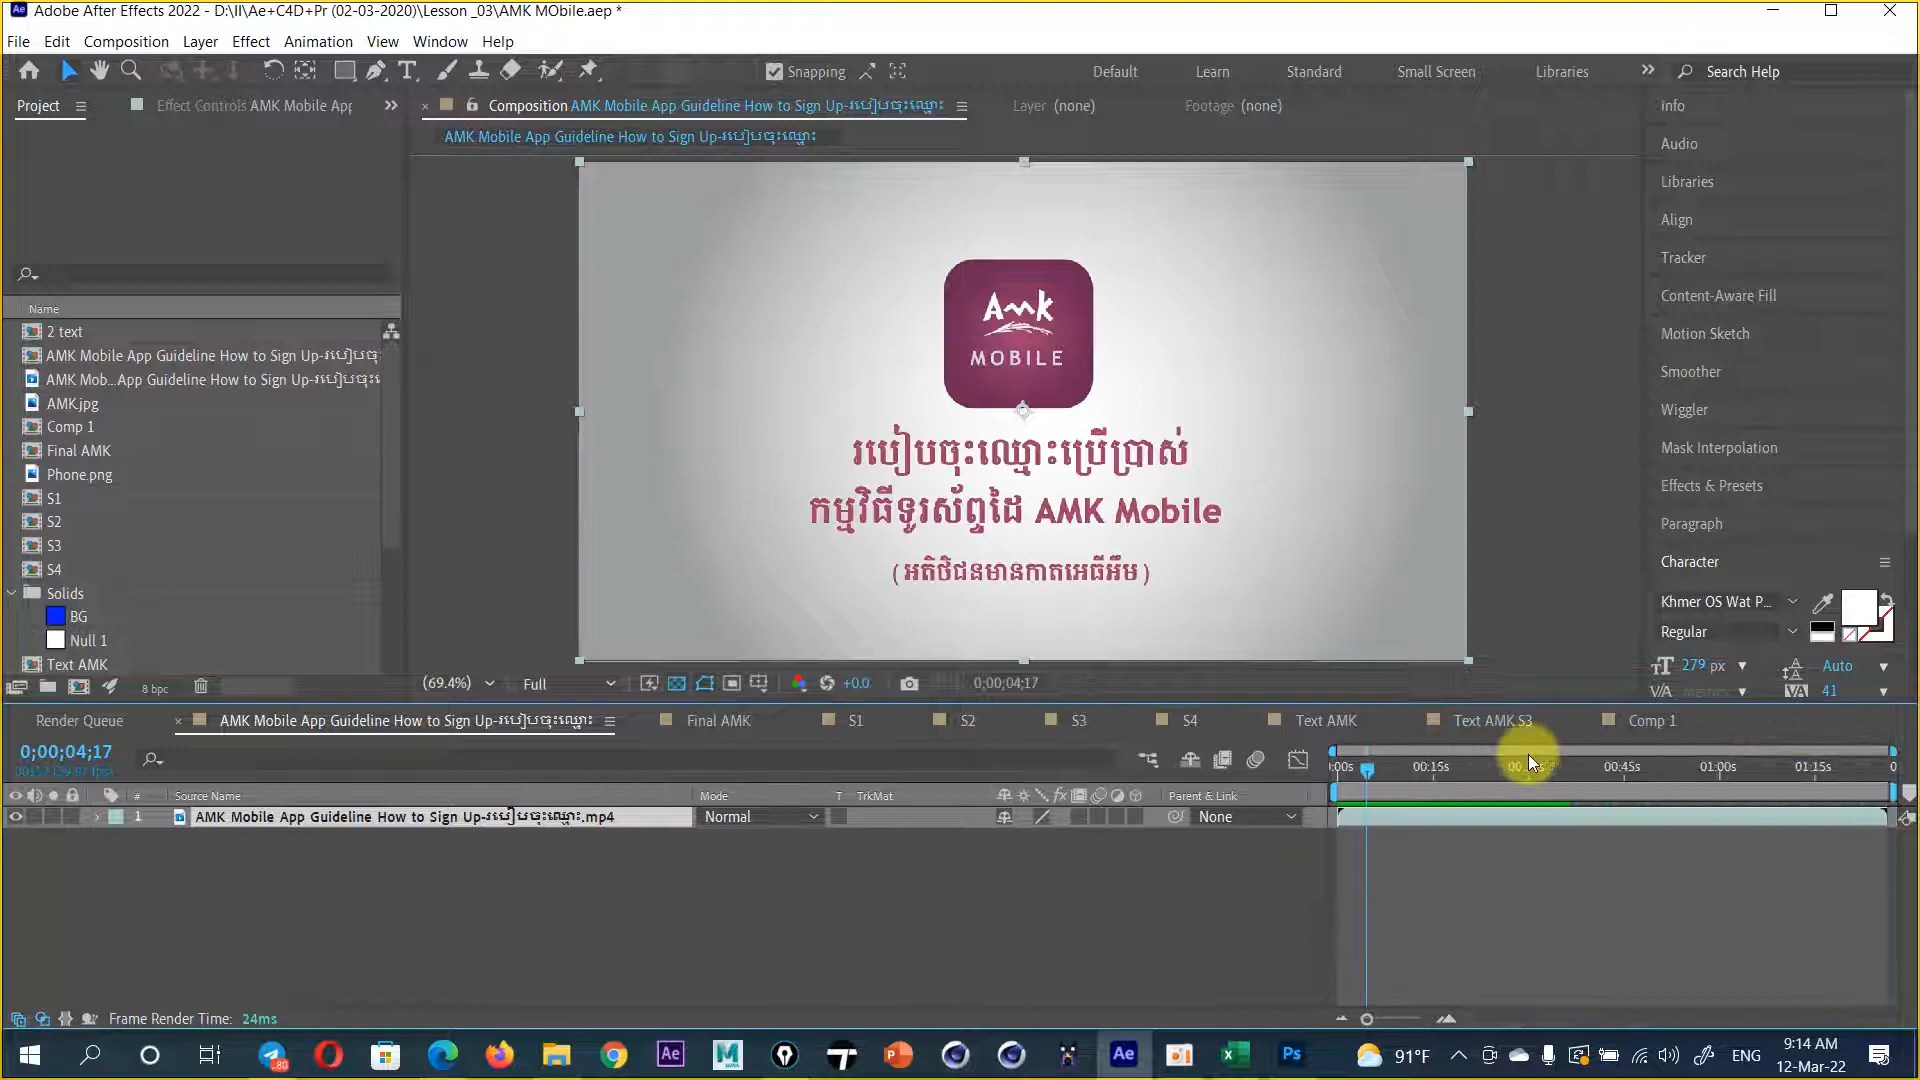 Adobe After Effects 2022 - D:\II\Ae+C4D+Pr (02-03-2020)\Lesson _03\AMK MObile.aep *
File Edit Composition Layer Effect Animation View Window Help
Snapping Default Learn Standard Small Screen Libraries Search Help
Project Effect Controls AMK Mobile App Composition AMK Mobile App Guideline How to Sign Up-របៀបចុះឈ្មោះ Layer (none) Footage (none) Info
AMK Mobile App Guideline How to Sign Up-របៀបចុះឈ្មោះ
Audio
Libraries
Align
Tracker
Content-Aware Fill
Motion Sketch
Smoother
Wiggler
Mask Interpolation
Effects & Presets
Paragraph
Character
Khmer OS Wat P...
Regular
279 px Auto
Metrics 41
Amk
MOBILE
របៀបចុះឈ្មោះប្រើប្រាស់
កម្មវិធីទូរស័ព្ទដៃ AMK Mobile
(អតិថិជនមានកាតអេធីអឹម)
Name
2 text
AMK Mobile App Guideline How to Sign Up-របៀបចុះ
AMK Mob...App Guideline How to Sign Up-របៀបចុះ
AMK.jpg
Comp 1
Final AMK
Phone.png
S1
S2
S3
S4
Solids
BG
Null 1
Text AMK
8 bpc (69.4%) Full +0.0 0;00;04;17
Render Queue AMK Mobile App Guideline How to Sign Up-របៀបចុះឈ្មោះ Final AMK S1 S2 S3 S4 Text AMK Text AMK S3 Comp 1
0;00;04;17
:00s 00:15s 00:45s 01:00s 01:15s 0
# Source Name Mode T TrkMat Parent & Link
1 AMK Mobile App Guideline How to Sign Up-របៀបចុះឈ្មោះ.mp4 Normal None
Frame Render Time: 24ms
80 91°F ENG 9:14 AM
12-Mar-22